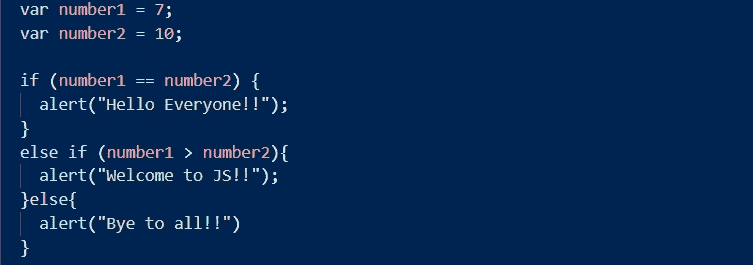 var number1 = 7;
var number2 = 10;

if (number1 == number2) {
  alert("Hello Everyone!!");
}
else if (number1 > number2){
  alert("Welcome to JS!!");
}else{
  alert("Bye to all!!")
}